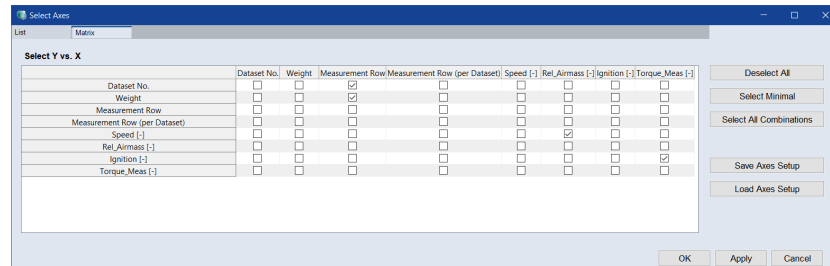 Select Axes
List Matrix
Select Y vs. X
Dataset No. Weight Measurement Row Measurement Row (per Dataset) Speed [-] Rel_Airmass [-] Ignition [-] Torque_Meas [-]
Dataset No.
Weight
Measurement Row
Measurement Row (per Dataset)
Speed [-]
Rel_Airmass [-]
Ignition [-]
Torque_Meas [-]
Deselect All
Select Minimal
Select All Combinations
Save Axes Setup
Load Axes Setup
OK Apply Cancel